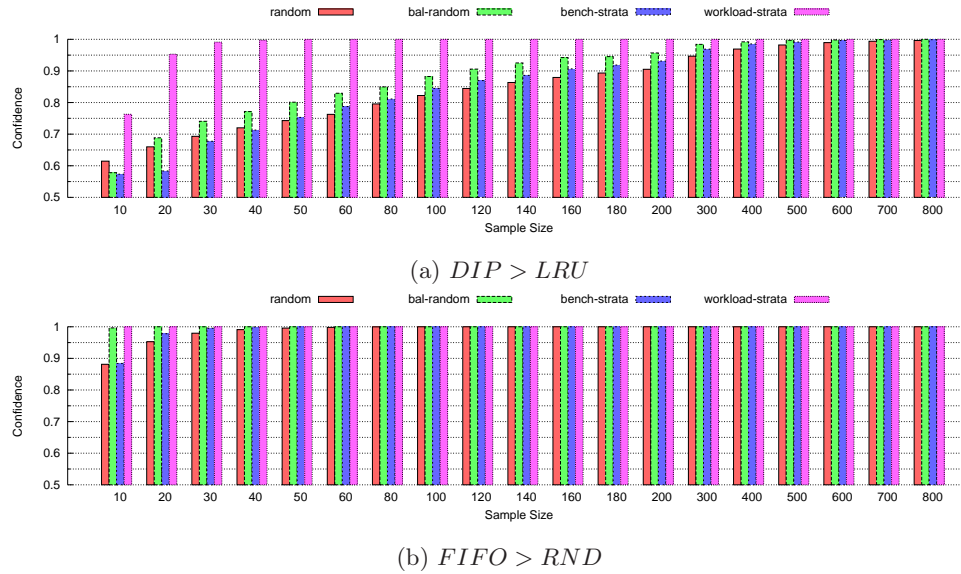 random bal-random bench-strata workload-strata
1
0.9
0.8
0.7
0.6
0.5
Confidence
10 20 30 40 50 60 80 100 120 140 160 180 200 300 400 500 600 700 800
Sample Size
(a) DIP > LRU
random bal-random bench-strata workload-strata
1
0.9
0.8
0.7
0.6
0.5
Confidence
10 20 30 40 50 60 80 100 120 140 160 180 200 300 400 500 600 700 800
Sample Size
(b) FIFO > RND